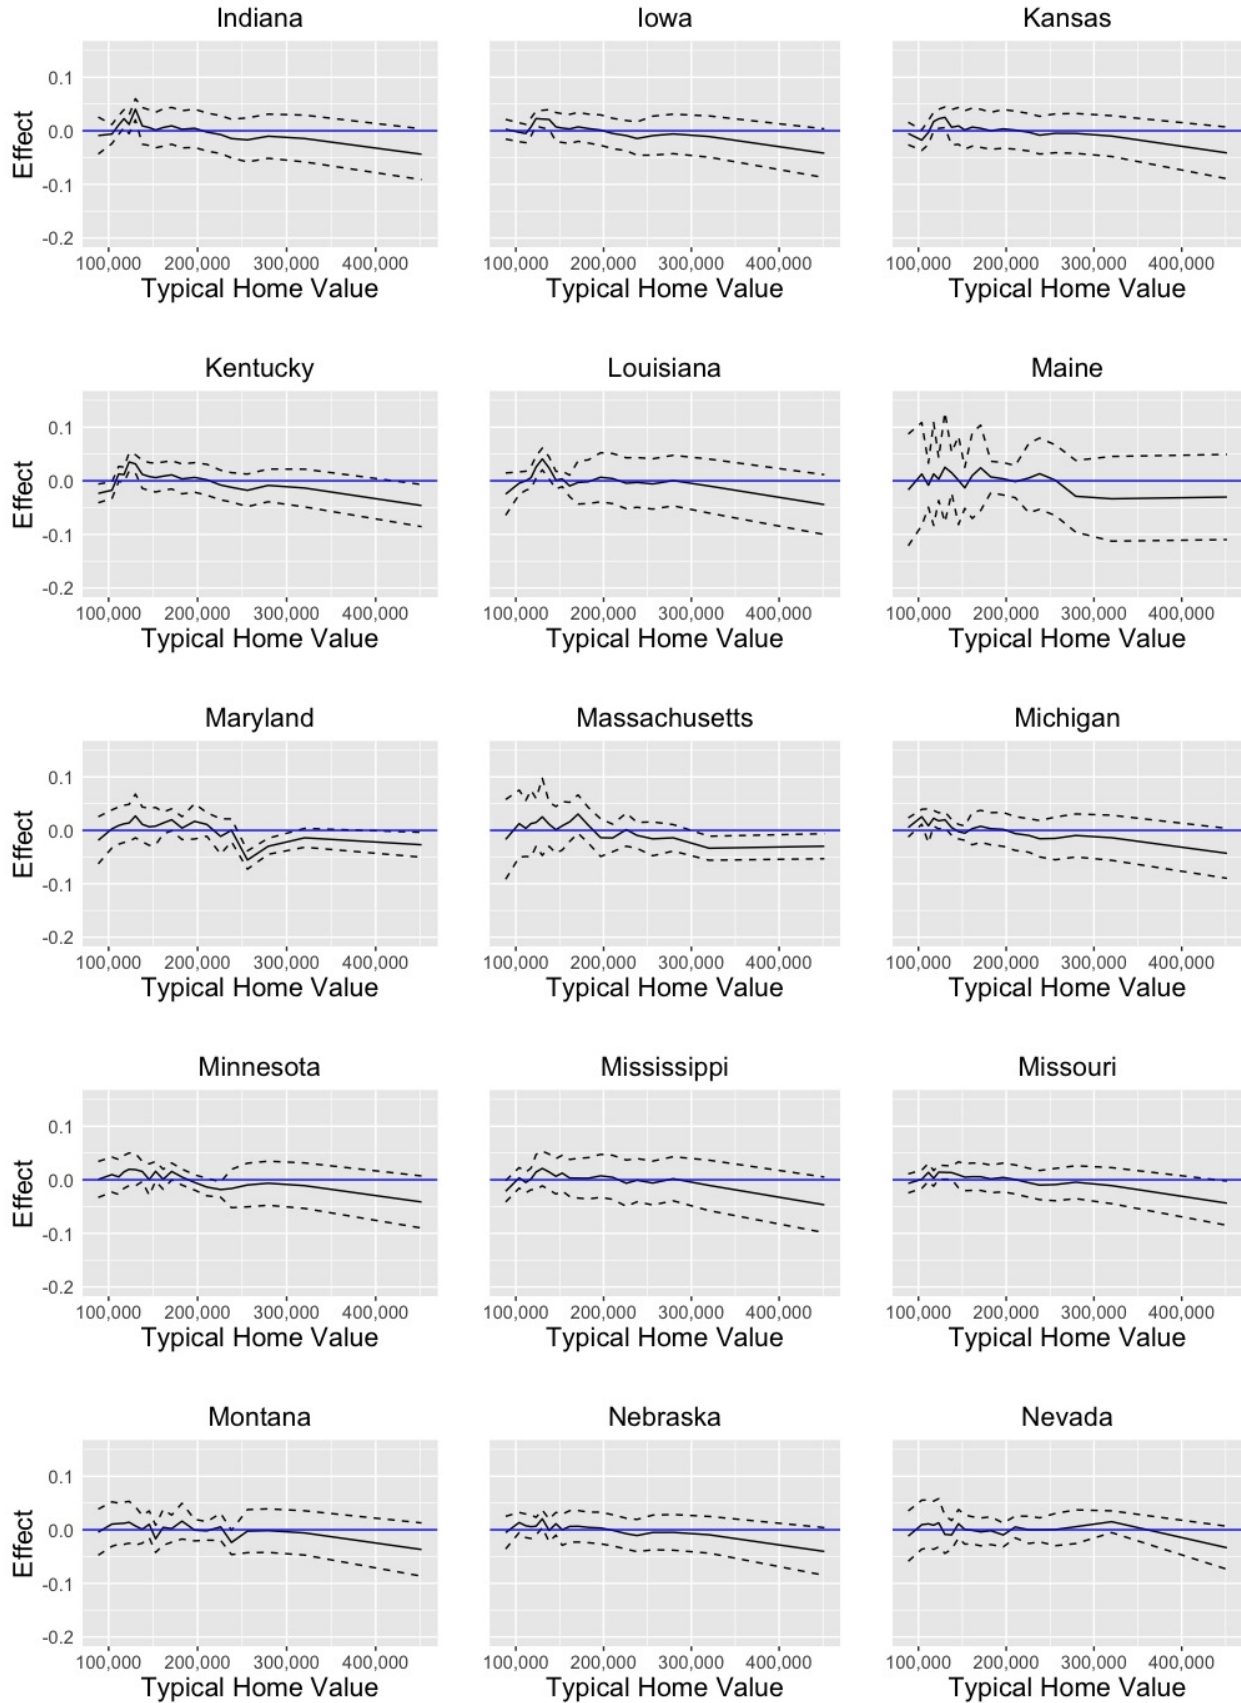 Indiana Iowa Kansas
Effect
0.1
0.0
-0.1
-0.2
100,000 200,000 300,000 400,000 100,000 200,000 300,000 400,000 100,000 200,000 300,000 400,000
Typical Home Value Typical Home Value Typical Home Value
Kentucky Louisiana Maine
Effect
0.1
0.0
-0.1
-0.2
100,000 200,000 300,000 400,000 100,000 200,000 300,000 400,000 100,000 200,000 300,000 400,000
Typical Home Value Typical Home Value Typical Home Value
Maryland Massachusetts Michigan
Effect
0.1
0.0
-0.1
-0.2
100,000 200,000 300,000 400,000 100,000 200,000 300,000 400,000 100,000 200,000 300,000 400,000
Typical Home Value Typical Home Value Typical Home Value
Minnesota Mississippi Missouri
Effect
0.1
0.0
-0.1
-0.2
100,000 200,000 300,000 400,000 100,000 200,000 300,000 400,000 100,000 200,000 300,000 400,000
Typical Home Value Typical Home Value Typical Home Value
Montana Nebraska Nevada
Effect
0.1
0.0
-0.1
-0.2
100,000 200,000 300,000 400,000 100,000 200,000 300,000 400,000 100,000 200,000 300,000 400,000
Typical Home Value Typical Home Value Typical Home Value